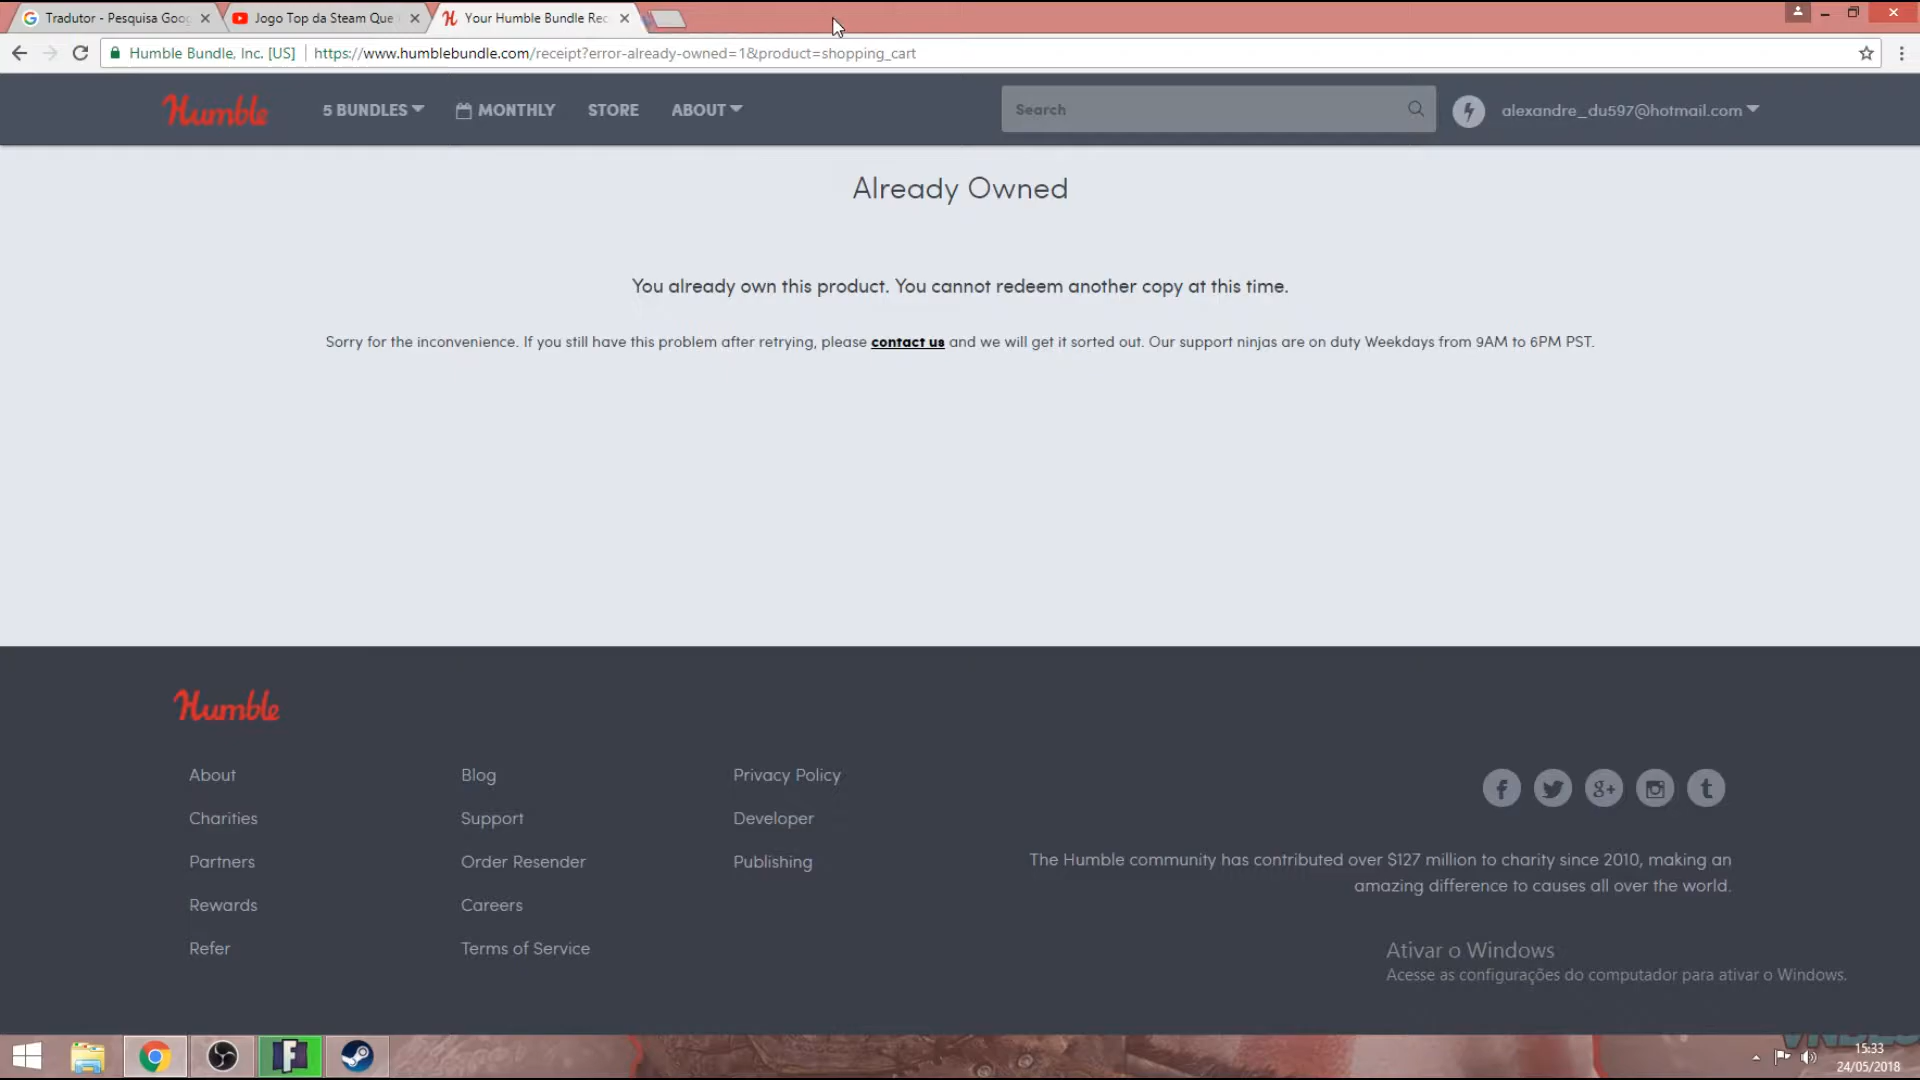 Tradutor - Pesquisa Goo
Jogo Top da Steam Que
Your Humble Bundle Rec
Humble Bundle, Inc. [US]
https://www.humblebundle.com/receipt?error-already-owned=1&product=shopping_cart
Humble
5 BUNDLES
MONTHLY
STORE
ABOUT
Search
alexandre_du597@hotmail.com
Already Owned
You already own this product. You cannot redeem another copy at this time.
Sorry for the inconvenience. If you still have this problem after retrying, please contact us and we will get it sorted out. Our support ninjas are on duty Weekdays from 9AM to 6PM PST.
Humble
About
Charities
Partners
Rewards
Refer
Blog
Support
Order Resender
Careers
Terms of Service
Privacy Policy
Developer
Publishing
The Humble community has contributed over $127 million to charity since 2010, making an
amazing difference to causes all over the world.
Ativar o Windows
Acesse as configurações do computador para ativar o Windows.
15:33
24/05/2018